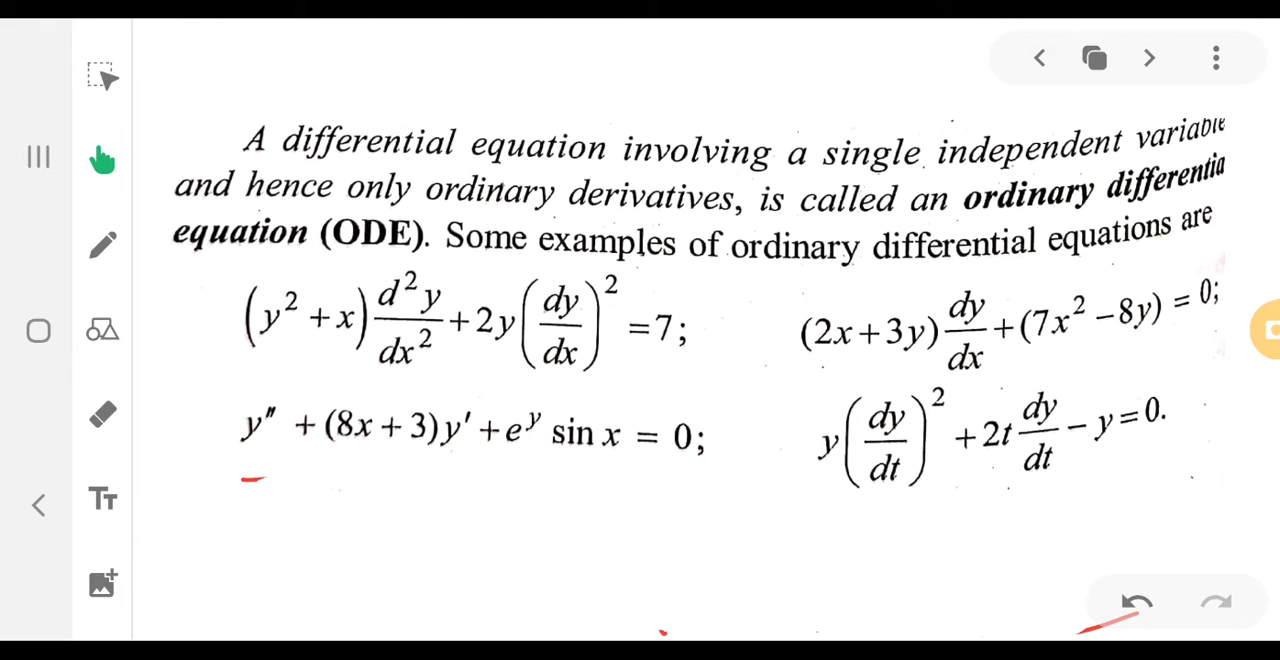 A differential equation involving a single independent variable
and hence only ordinary derivatives, is called an ordinary differentia
equation (ODE). Some examples of ordinary differential equations are
(y² + x) d²y/dx² + 2y (dy/dx)² = 7; (2x + 3y) dy/dx + (7x² − 8y) = 0;
y″ + (8x + 3)y′ + eʸ sin x = 0; y (dy/dt)² + 2t dy/dt − y = 0.
Tт